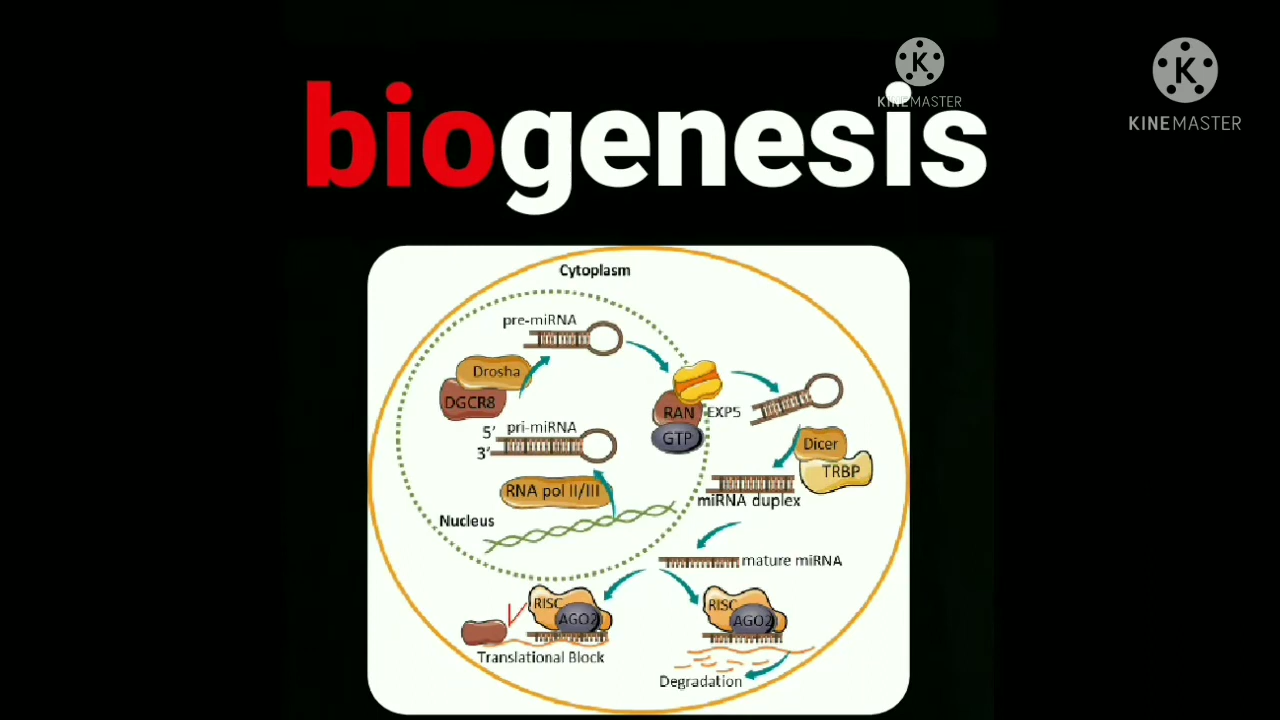 K
KINEMASTER
K
KINEMASTER
biogenesis
Cytoplasm
pre-miRNA
Drosha
DGCR8
5’ pri-miRNA
3’
RNA pol II/III
Nucleus
RAN EXP5
GTP
Dicer
TRBP
miRNA duplex
mature miRNA
RISC
AGO2
Translational Block
RISC
AGO2
Degradation